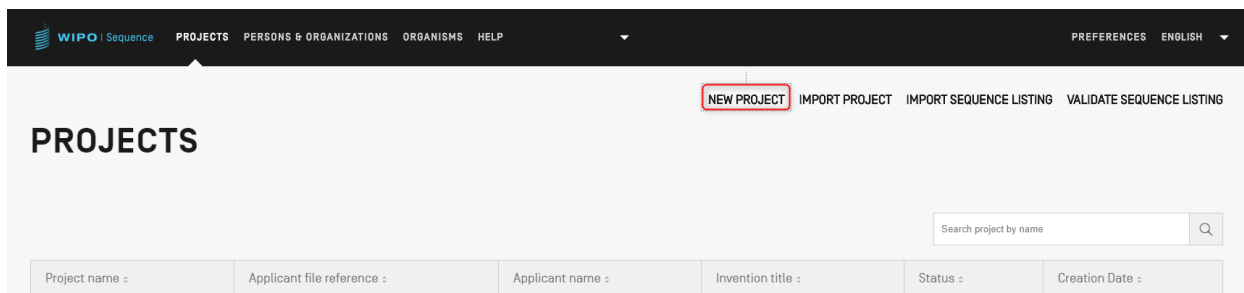 WIPO | Sequence PROJECTS PERSONS & ORGANIZATIONS ORGANISMS HELP PREFERENCES ENGLISH
NEW PROJECT IMPORT PROJECT IMPORT SEQUENCE LISTING VALIDATE SEQUENCE LISTING
PROJECTS
Search project by name
Project name Applicant file reference Applicant name Invention title Status Creation Date